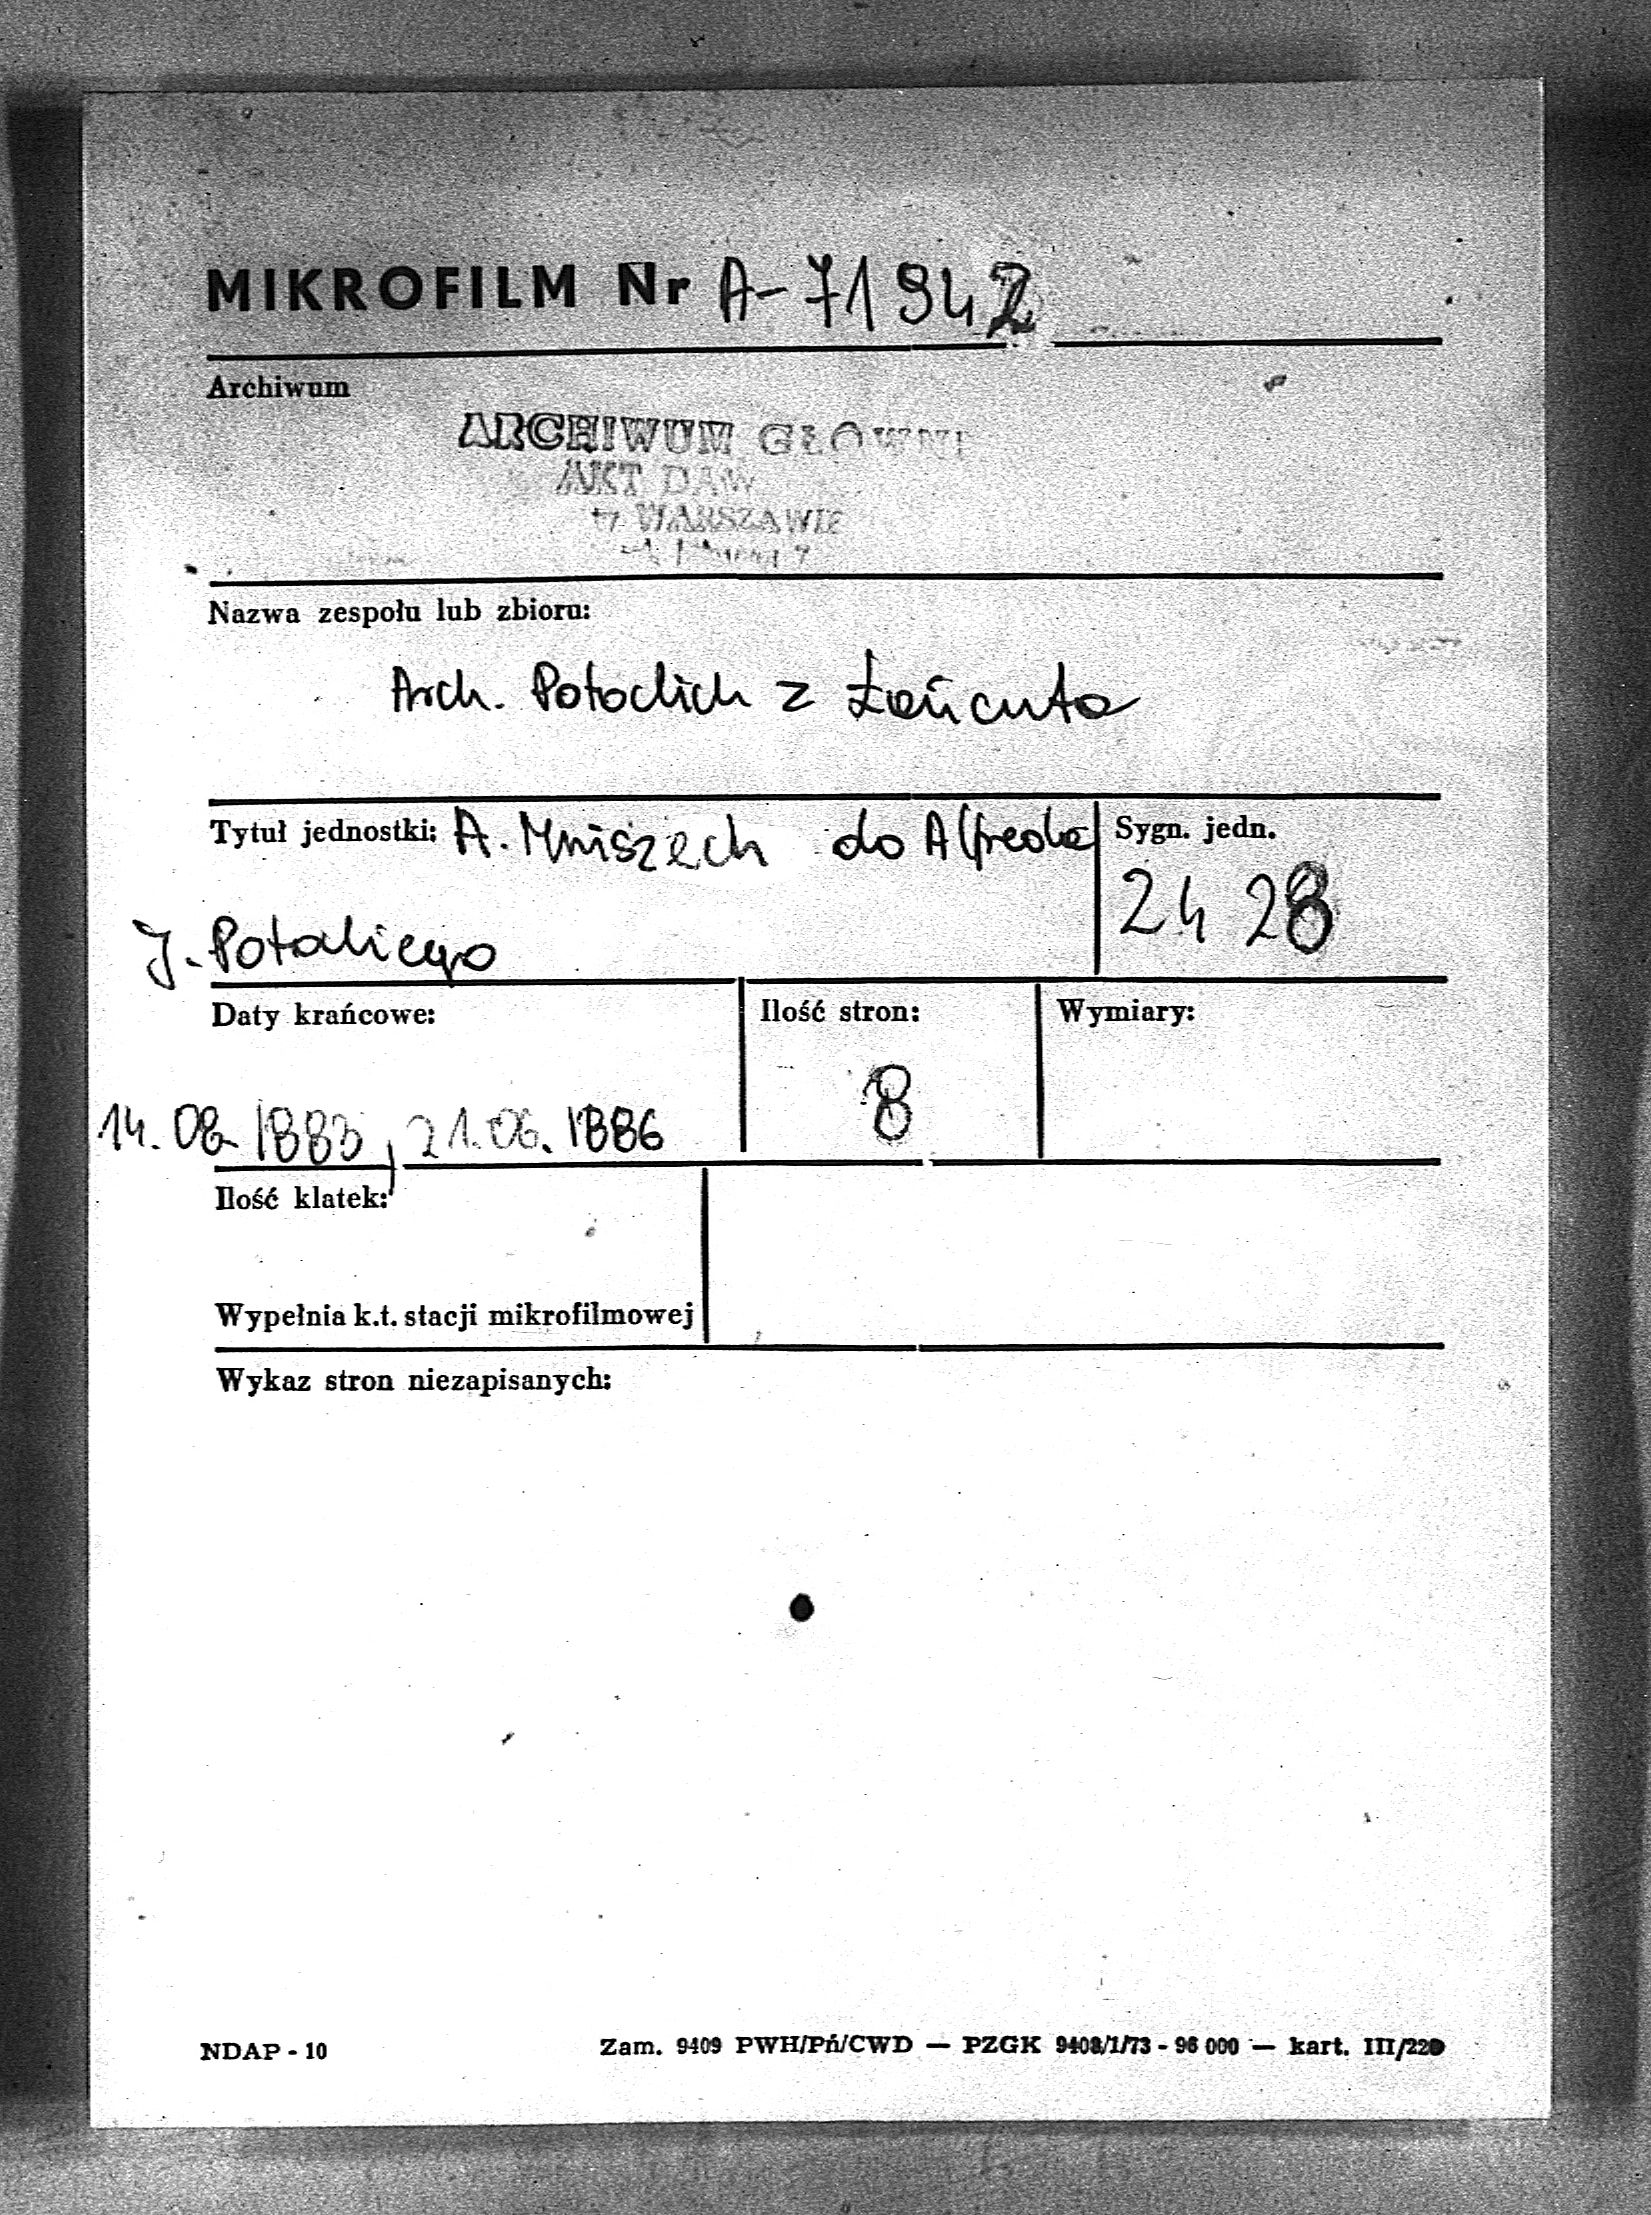 MIKROFILM Nr A-71942
Archiwum
ARCHIWUM GŁÓWNE
AKT DAW
W WARSZAWIE
Nazwa zespołu lub zbioru:
Arch. Potockich z Łańcuta
Tytuł jednostki: A. Mniszech do Alfreda
Sygn. jedn.
2428
J. Potockiego
Daty krańcowe:
Ilość stron:
Wymiary:
14.08.1883, 21.06.1886
8
Ilość klatek:
Wypełnia k.t. stacji mikrofilmowej
Wykaz stron niezapisanych:
NDAP - 10
Zam. 9409 PWH/Pń/CWD — PZGK 9408/1/73 - 96 000 — kart. III/220